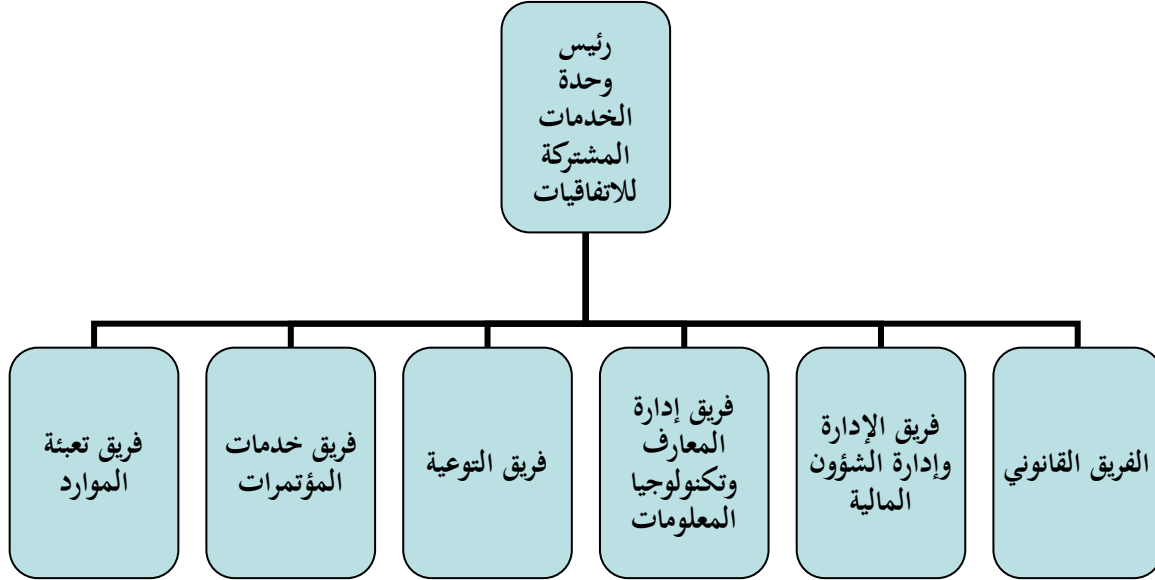 رئيس
وحدة
الخدمات
المشتركة
للاتفاقيات
الفريق القانوني
فريق الإدارة
وإدارة الشؤون
المالية
فريق إدارة
المعارف
وتكنولوجيا
المعلومات
فريق التوعية
فريق خدمات
المؤتمرات
فريق تعبئة
الموارد